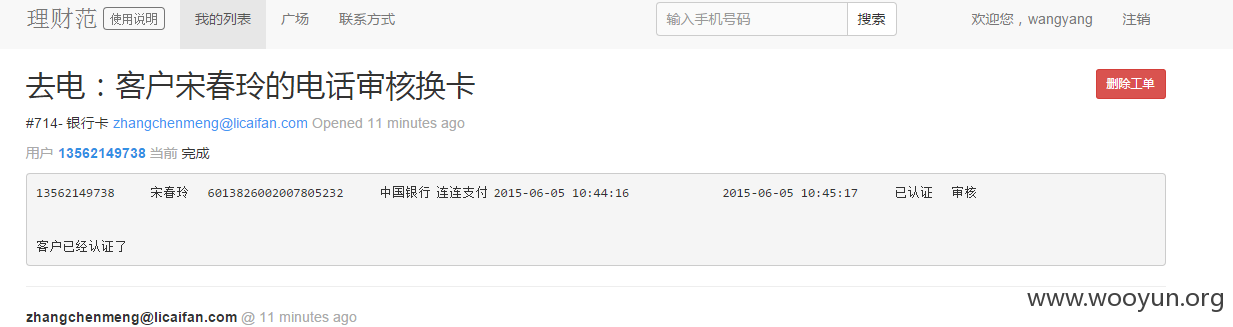 理财范 使用说明 我的列表 广场 联系方式 输入手机号码 搜索 欢迎您，wangyang 注销
去电：客户宋春玲的电话审核换卡 删除工单
#714- 银行卡 zhangchenmeng@licaifan.com Opened 11 minutes ago
用户 13562149738 当前 完成
13562149738 宋春玲 6013826002007805232 中国银行 连连支付 2015-06-05 10:44:16 2015-06-05 10:45:17 已认证 审核
客户已经认证了
www.wooyun.org
zhangchenmeng@licaifan.com @ 11 minutes ago